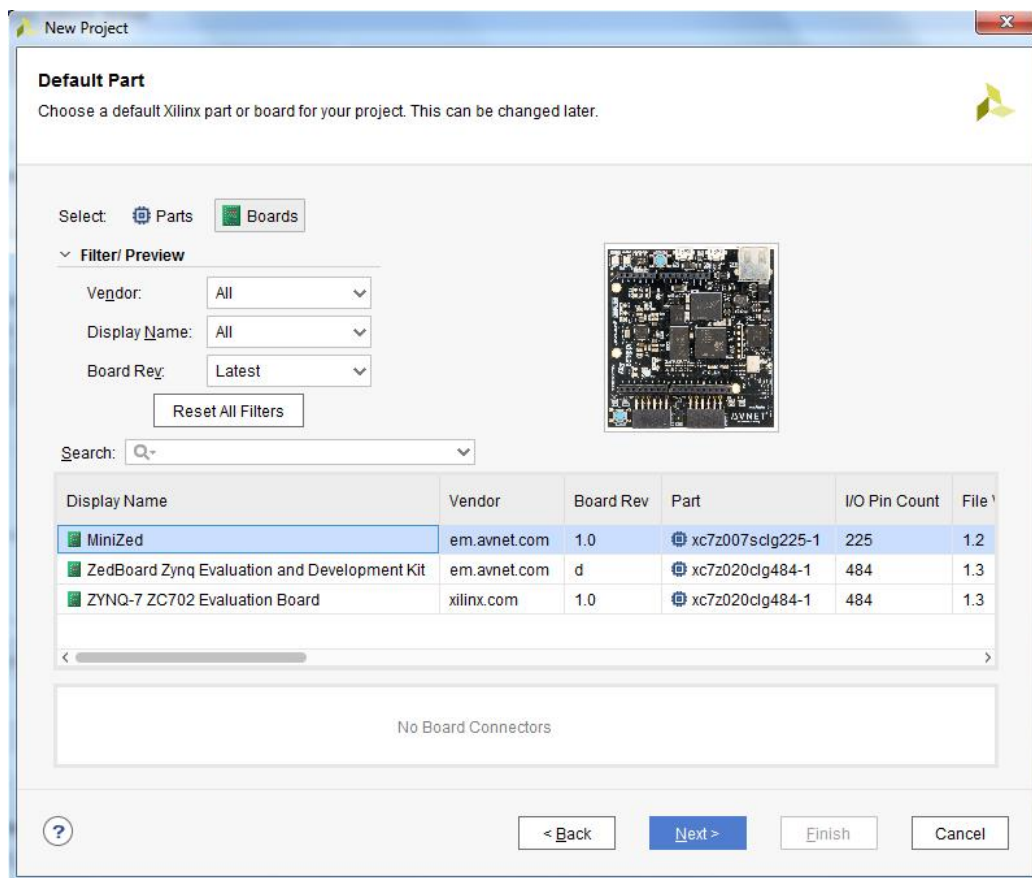 New Project
Default Part
Choose a default Xilinx part or board for your project. This can be changed later.
Select: Parts Boards
Filter/ Preview
Vendor: All
Display Name: All
Board Rev: Latest
Reset All Filters
AVNET
Search:
Display Name Vendor Board Rev Part I/O Pin Count File
MiniZed em.avnet.com 1.0 xc7z007sclg225-1 225 1.2
ZedBoard Zynq Evaluation and Development Kit em.avnet.com d xc7z020clg484-1 484 1.3
ZYNQ-7 ZC702 Evaluation Board xilinx.com 1.0 xc7z020clg484-1 484 1.3
No Board Connectors
? < Back Next > Finish Cancel